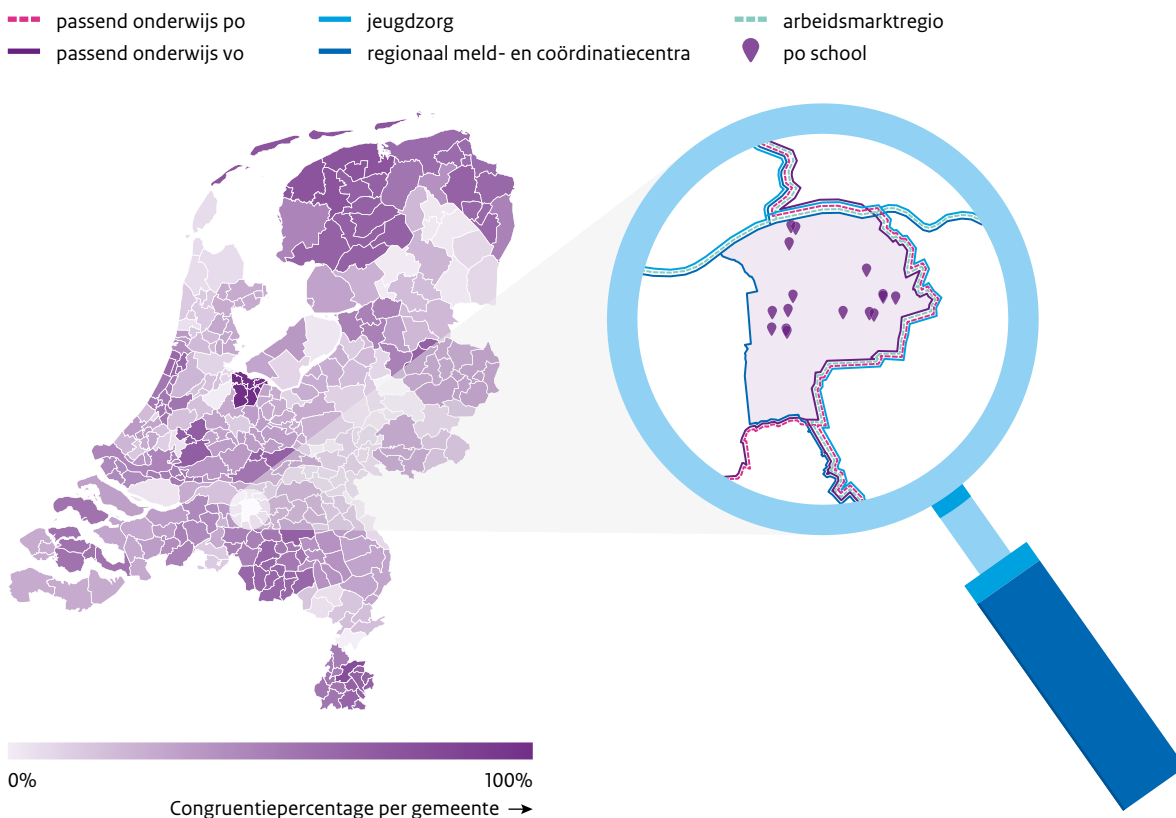 passend onderwijs po
passend onderwijs vo
jeugdzorg
regionaal meld- en coördinatiecentra
arbeidsmarktregio
po school
0%
100%
Congruentiepercentage per gemeente →